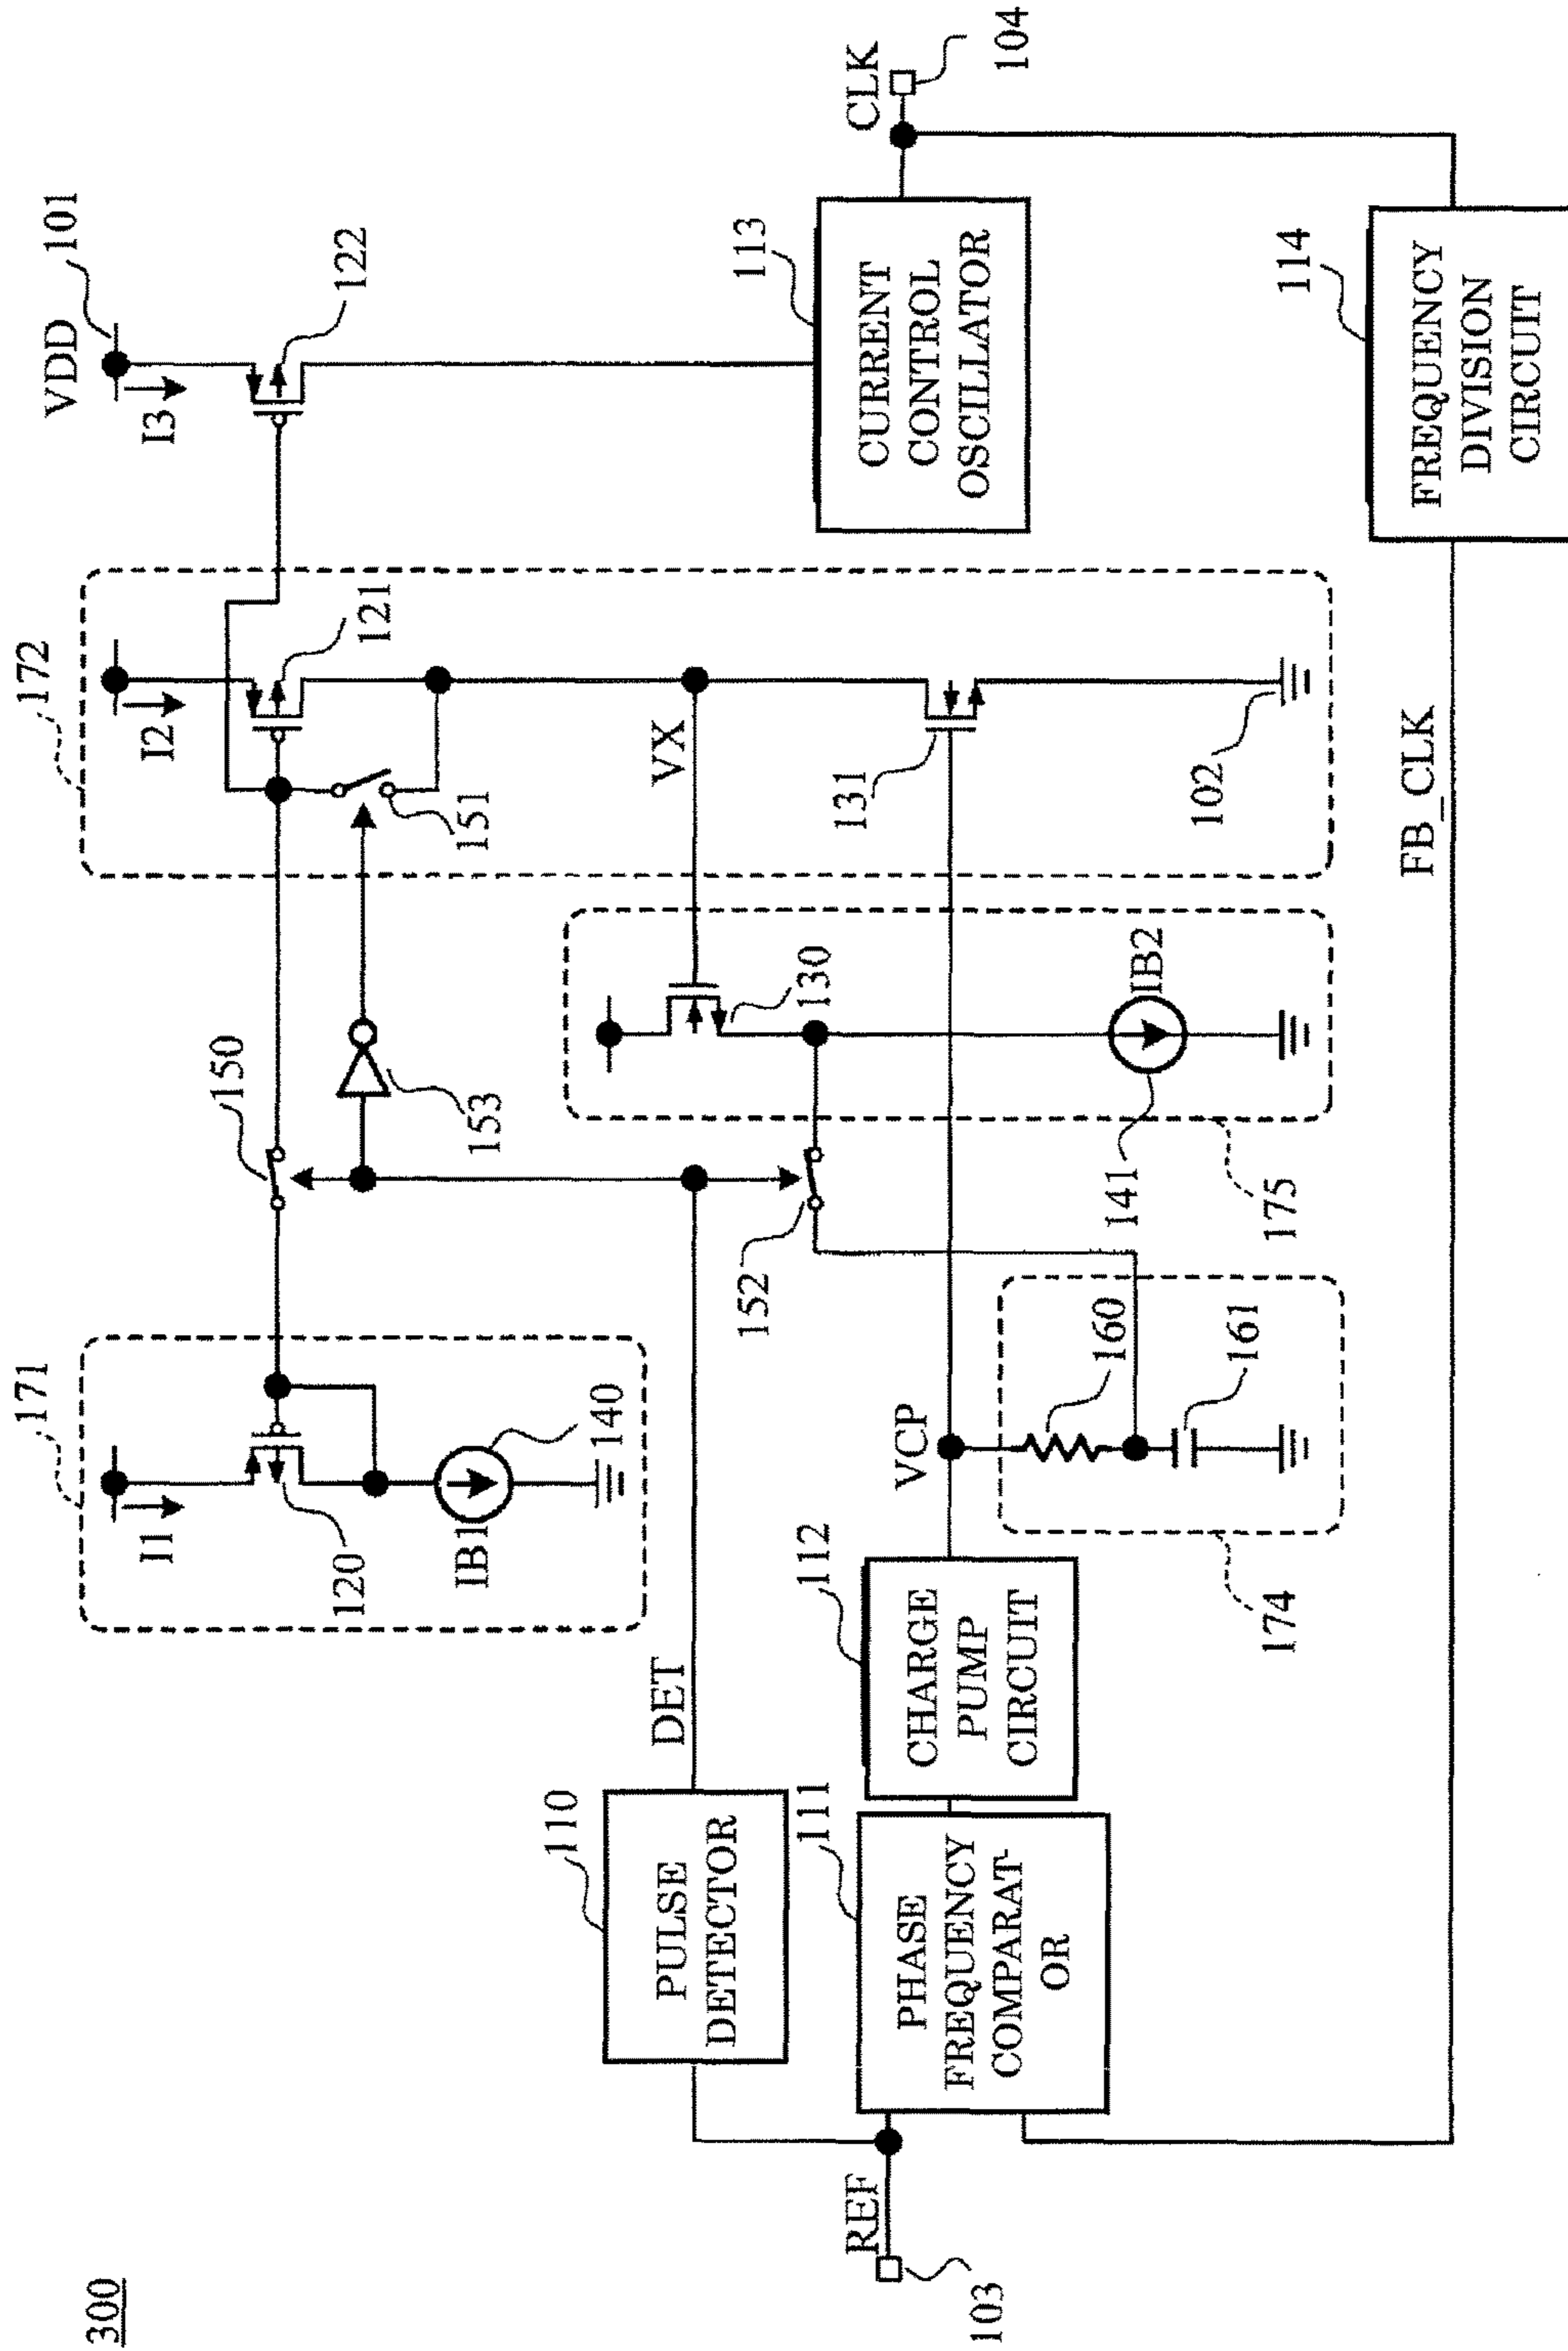 300
171
I1
120
IB1
140
150
153
172
I2
121
151
VX
131
102
VDD
101
I3
122
DET
110
PULSE
DETECTOR
152
130
IB2
141
175
CLK
104
113
CURRENT
CONTROL
OSCILLATOR
REF
103
111
PHASE
FREQUENCY
COMPARAT-
OR
112
CHARGE
PUMP
CIRCUIT
VCP
160
161
174
FB_CLK
114
FREQUENCY
DIVISION
CIRCUIT